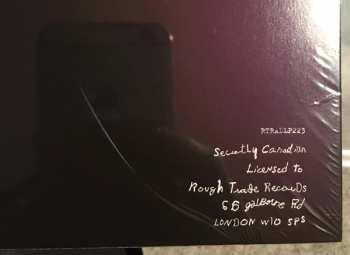 RTRADLP223
Secretly Canadian
Licensed to
Rough Trade Records
66 golborne Rd
LONDON W10 5PS